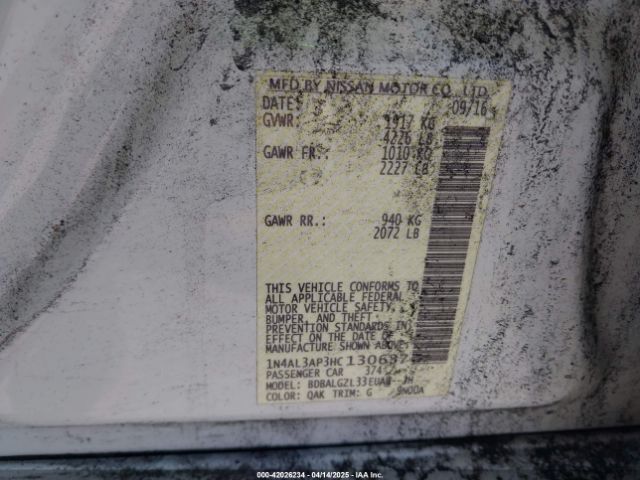 MFD BY NISSAN MOTOR CO., LTD.
DATE: 09/16
GVWR: KG
4226 LB
GAWR FR.: 1010 KG
2227 LB
GAWR RR.: 940 KG
2072 LB
THIS VEHICLE CONFORMS TO
ALL APPLICABLE FEDERAL
MOTOR VEHICLE SAFETY,
BUMPER, AND THEFT
PREVENTION STANDARDS IN
EFFECT ON THE DATE OF
MANUFACTURE SHOWN ABOVE.
PASSENGER CAR
MODEL:
COLOR: QAK TRIM: G
000-42026234 - 04/14/2025 - IAA Inc.